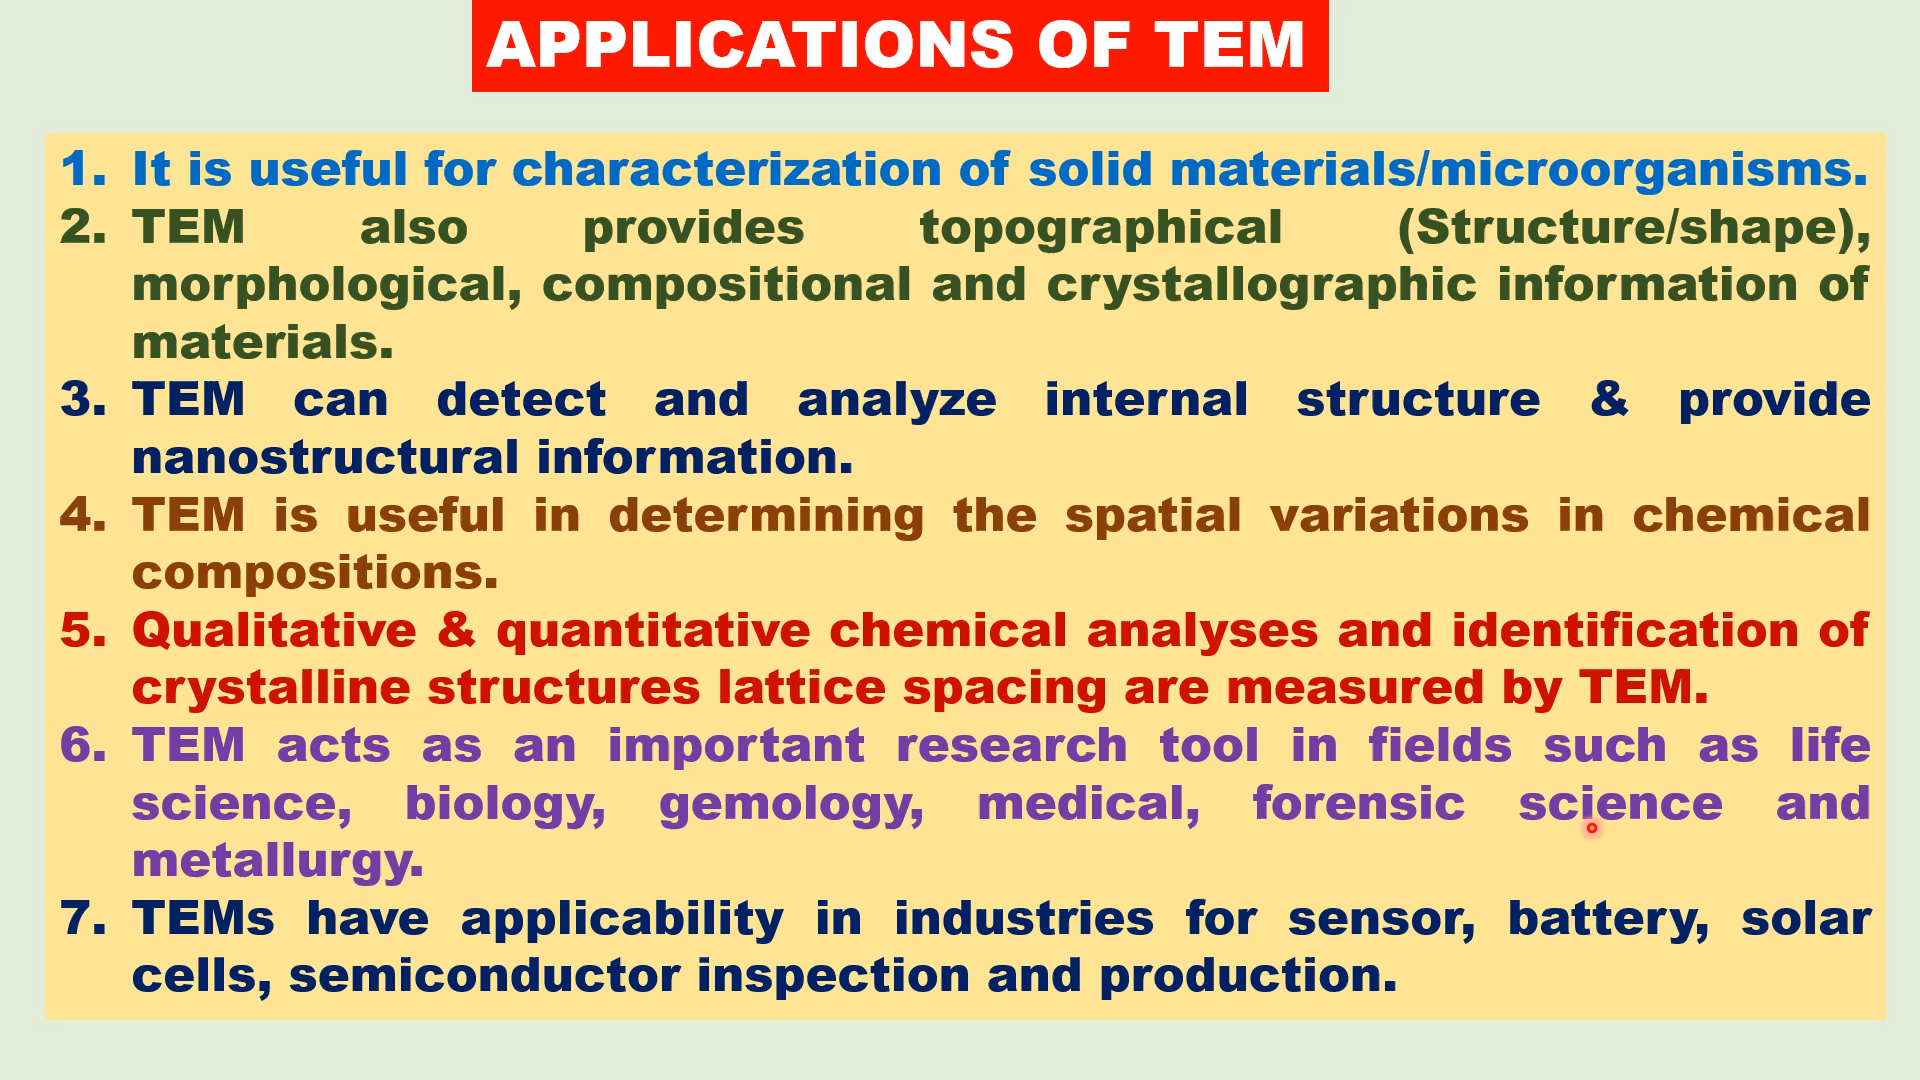 APPLICATIONS OF TEM
1. It is useful for characterization of solid materials/microorganisms.
2. TEM also provides topographical (Structure/shape),
morphological, compositional and crystallographic information of
materials.
3. TEM can detect and analyze internal structure & provide
nanostructural information.
4. TEM is useful in determining the spatial variations in chemical
compositions.
5. Qualitative & quantitative chemical analyses and identification of
crystalline structures lattice spacing are measured by TEM.
6. TEM acts as an important research tool in fields such as life
science, biology, gemology, medical, forensic science and
metallurgy.
7. TEMs have applicability in industries for sensor, battery, solar
cells, semiconductor inspection and production.